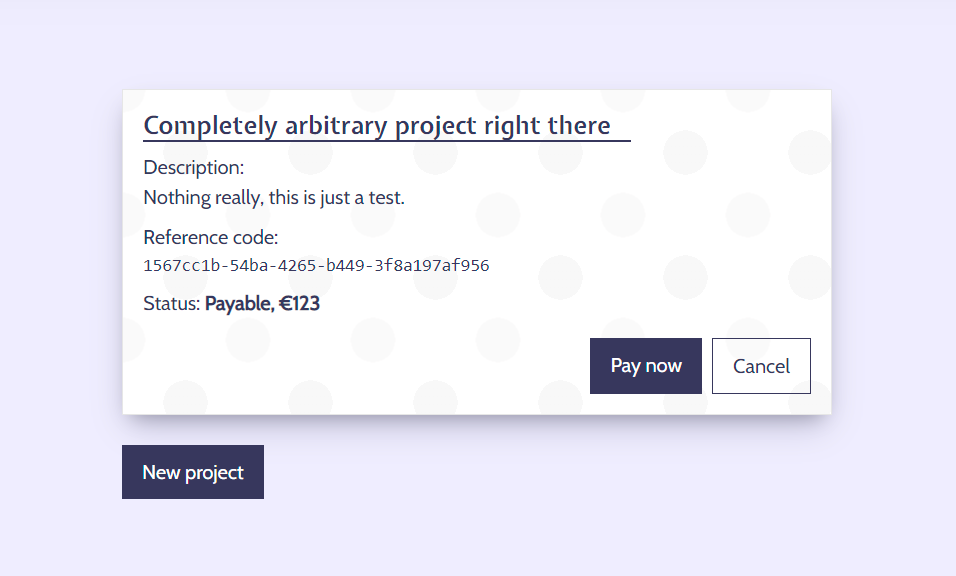 Completely arbitrary project right there
Description:
Nothing really, this is just a test.
Reference code:
1567cc1b-54ba-4265-b449-3f8a197af956
Status: Payable, €123
Pay now
Cancel
New project